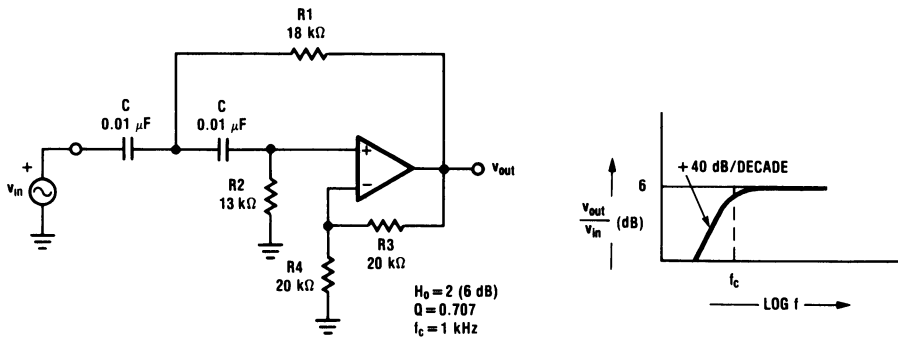 R1
18 kΩ
C
0.01 μF
C
0.01 μF
+
vin
R2
13 kΩ
+
−
vout
R3
20 kΩ
R4
20 kΩ
H₀ = 2 (6 dB)
Q = 0.707
fc = 1 kHz
+40 dB/DECADE
6
vout
vin
(dB)
fc
LOG f